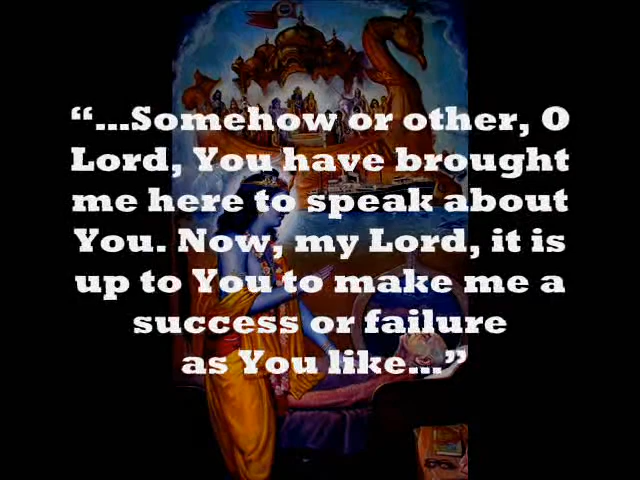 “...Somehow or other, O
Lord, You have brought
me here to speak about
You. Now, my Lord, it is
up to You to make me a
success or failure
as You like...”